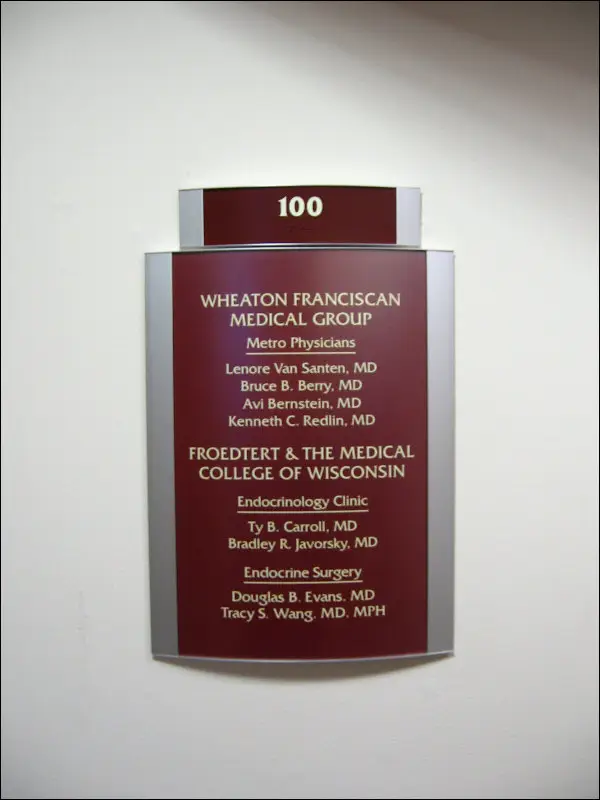 100
WHEATON FRANCISCAN
MEDICAL GROUP
Metro Physicians
Lenore Van Santen, MD
Bruce B. Berry, MD
Avi Bernstein, MD
Kenneth C. Redlin, MD
FROEDTERT & THE MEDICAL
COLLEGE OF WISCONSIN
Endocrinology Clinic
Ty B. Carroll, MD
Bradley R. Javorsky, MD
Endocrine Surgery
Douglas B. Evans. MD
Tracy S. Wang. MD. MPH